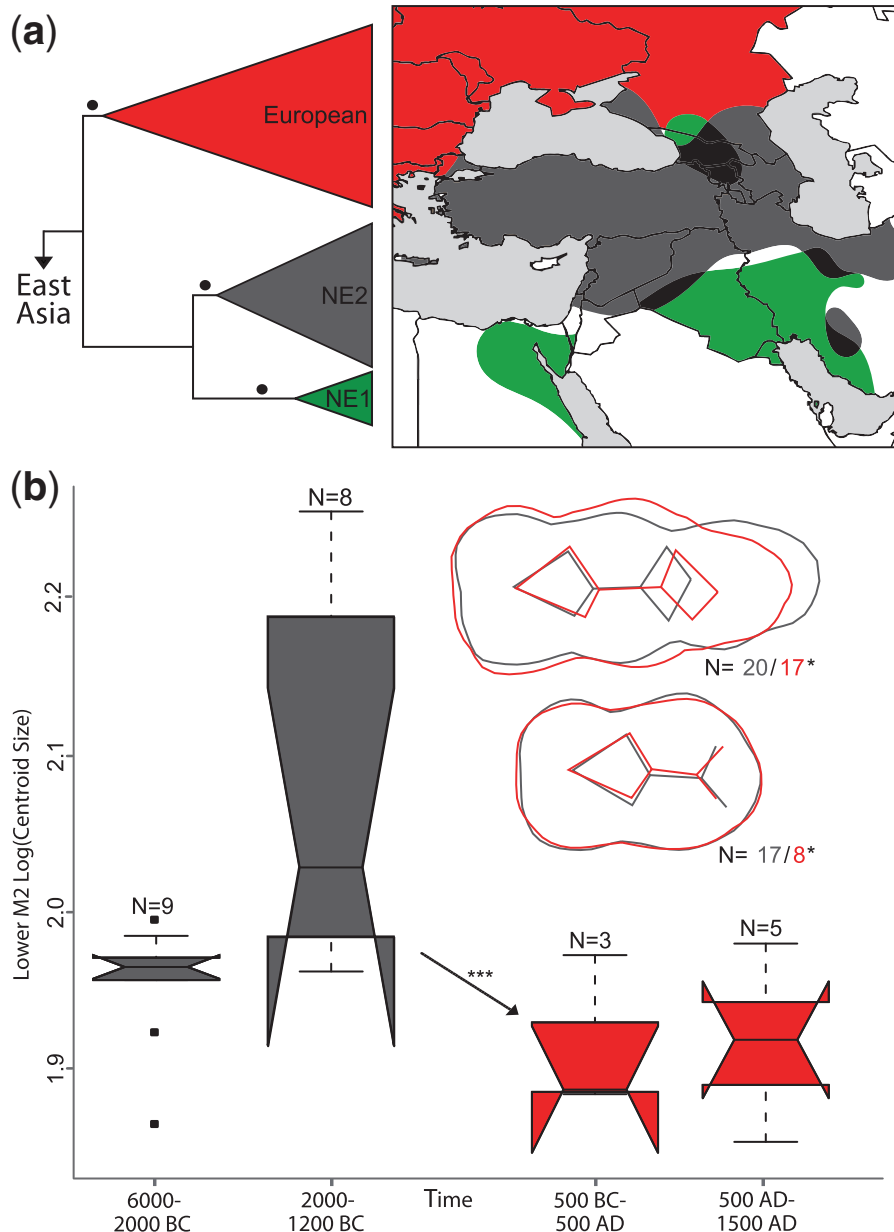 (a)
European
NE2
NE1
East
Asia
(b)
Lower M2 Log(Centroid Size)
2.2
2.1
2.0
1.9
N=9
N=8
N= 20/17*
N= 17/8*
***
N=3
N=5
6000-
2000 BC
2000-
1200 BC
Time
500 BC-
500 AD
500 AD-
1500 AD